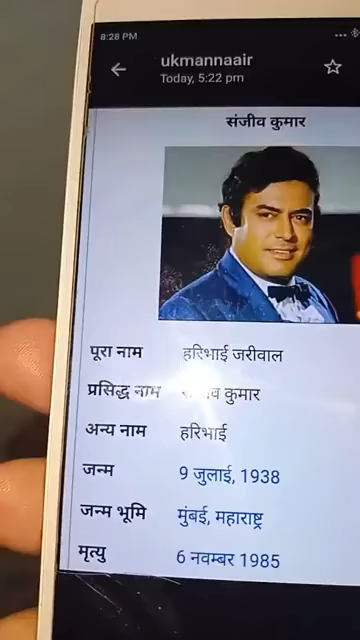 8:28 PM
ukmannaair
Today, 5:22 pm
संजीव कुमार
पूरा नाम हरिभाई जरीवाल
प्रसिद्ध नाम कुमार
अन्य नाम हरिभाई
जन्म 9 जुलाई, 1938
जन्म भूमि मुंबई, महाराष्ट्र
मृत्यु 6 नवम्बर 1985